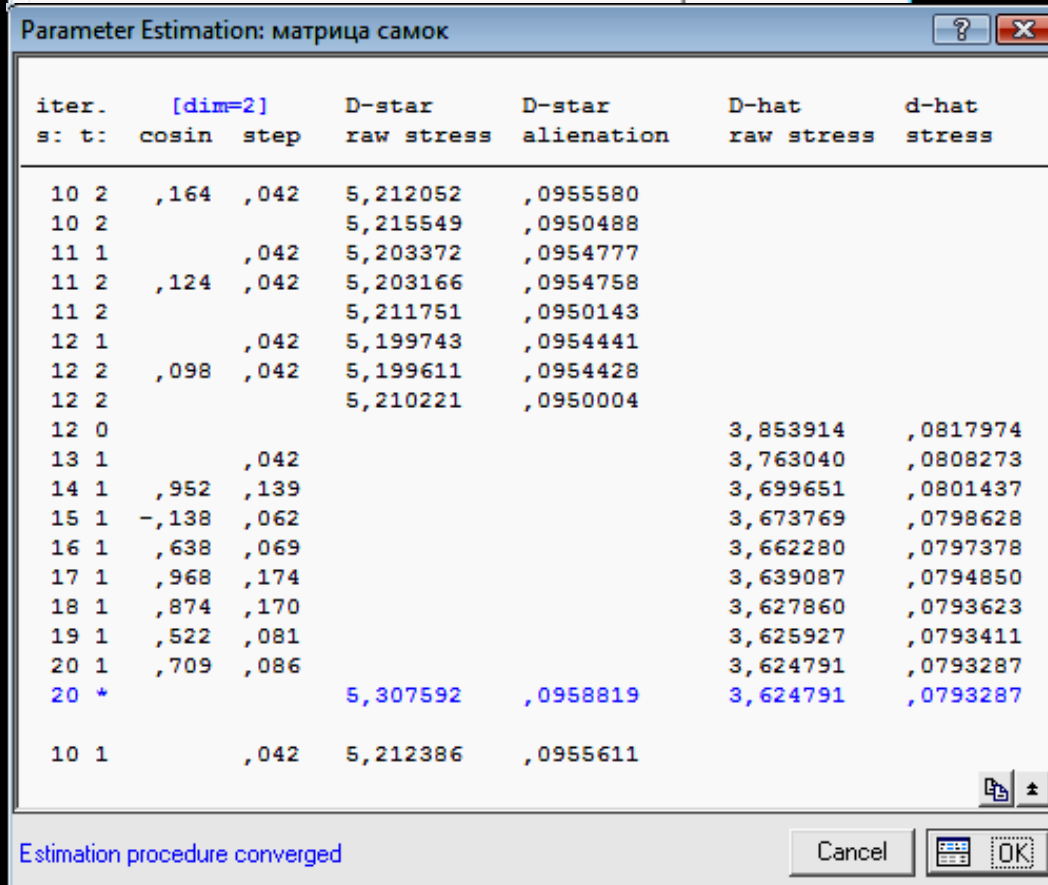 Parameter Estimation: матрица самок
iter. [dim=2] D-star D-star D-hat d-hat
s: t: cosin step raw stress alienation raw stress stress
10 2 ,164 ,042 5,212052 ,0955580
10 2 5,215549 ,0950488
11 1 ,042 5,203372 ,0954777
11 2 ,124 ,042 5,203166 ,0954758
11 2 5,211751 ,0950143
12 1 ,042 5,199743 ,0954441
12 2 ,098 ,042 5,199611 ,0954428
12 2 5,210221 ,0950004
12 0 3,853914 ,0817974
13 1 ,042 3,763040 ,0808273
14 1 ,952 ,139 3,699651 ,0801437
15 1 -,138 ,062 3,673769 ,0798628
16 1 ,638 ,069 3,662280 ,0797378
17 1 ,968 ,174 3,639087 ,0794850
18 1 ,874 ,170 3,627860 ,0793623
19 1 ,522 ,081 3,625927 ,0793411
20 1 ,709 ,086 3,624791 ,0793287
20 * 5,307592 ,0958819 3,624791 ,0793287
10 1 ,042 5,212386 ,0955611
Estimation procedure converged Cancel OK